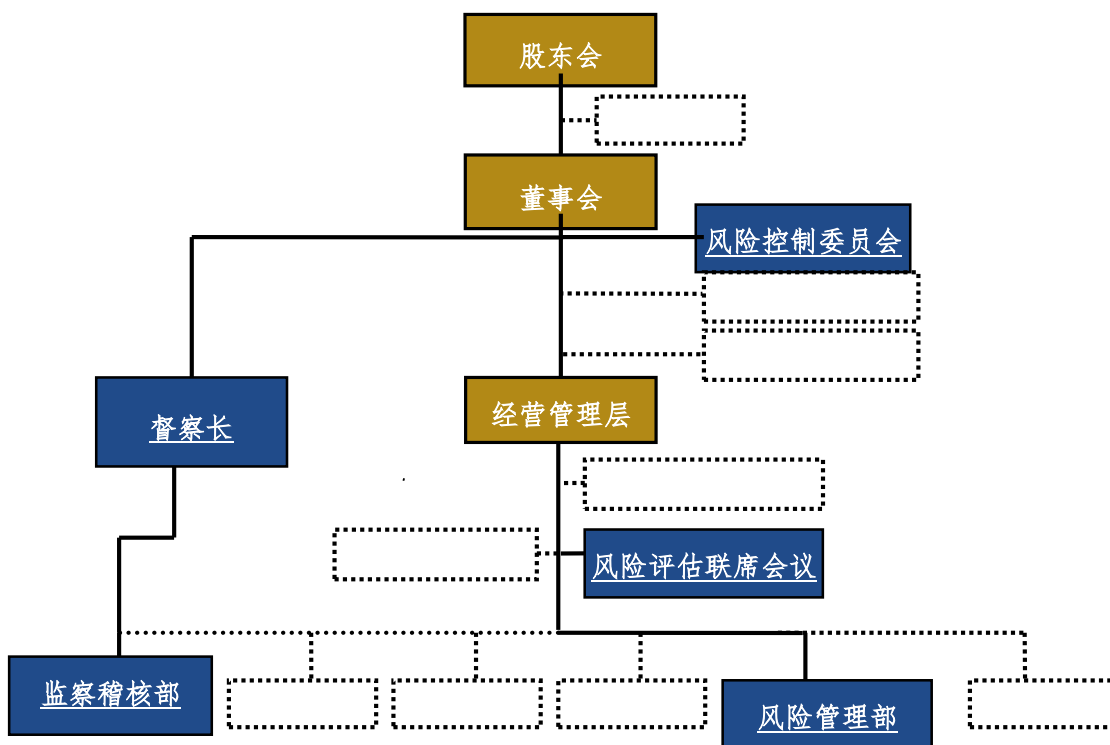 股东会
董事会
风险控制委员会
督察长
经营管理层
风险评估联席会议
监察稽核部
风险管理部